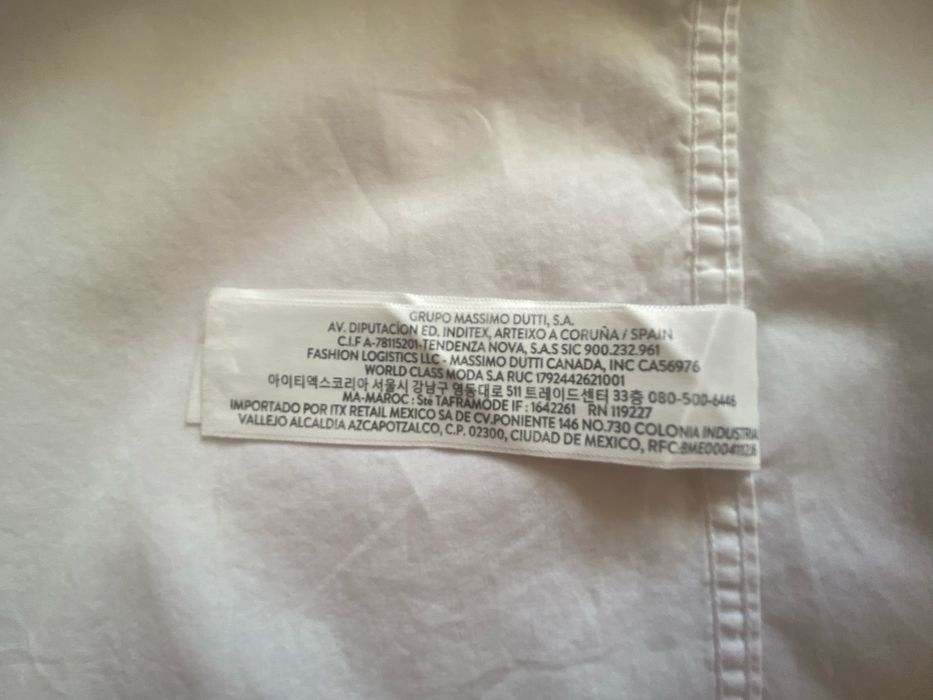 GRUPO MASSIMO DUTTI, S.A.
AV. DIPUTACÍON ED. INDITEX, ARTEIXO A CORUÑA / SPAIN
C.I.F A-78115201-TENDENZA NOVA, S.A.S SIC 900.232.961
FASHION LOGISTICS LLC - MASSIMO DUTTI CANADA, INC CA56976
WORLD CLASS MODA S.A RUC 1792442621001
아이티엑스코리아 서울시 강남구 영동대로 511 트레이드센터 33층 080-500-6446
MA-MAROC : Sté TAFRAMODE IF : 1642261 RN 119227
IMPORTADO POR ITX RETAIL MEXICO SA DE CV.PONIENTE 146 NO.730 COLONIA INDUSTRIAL
VALLEJO ALCALDIA AZCAPOTZALCO, C.P. 02300, CIUDAD DE MEXICO, RFC: